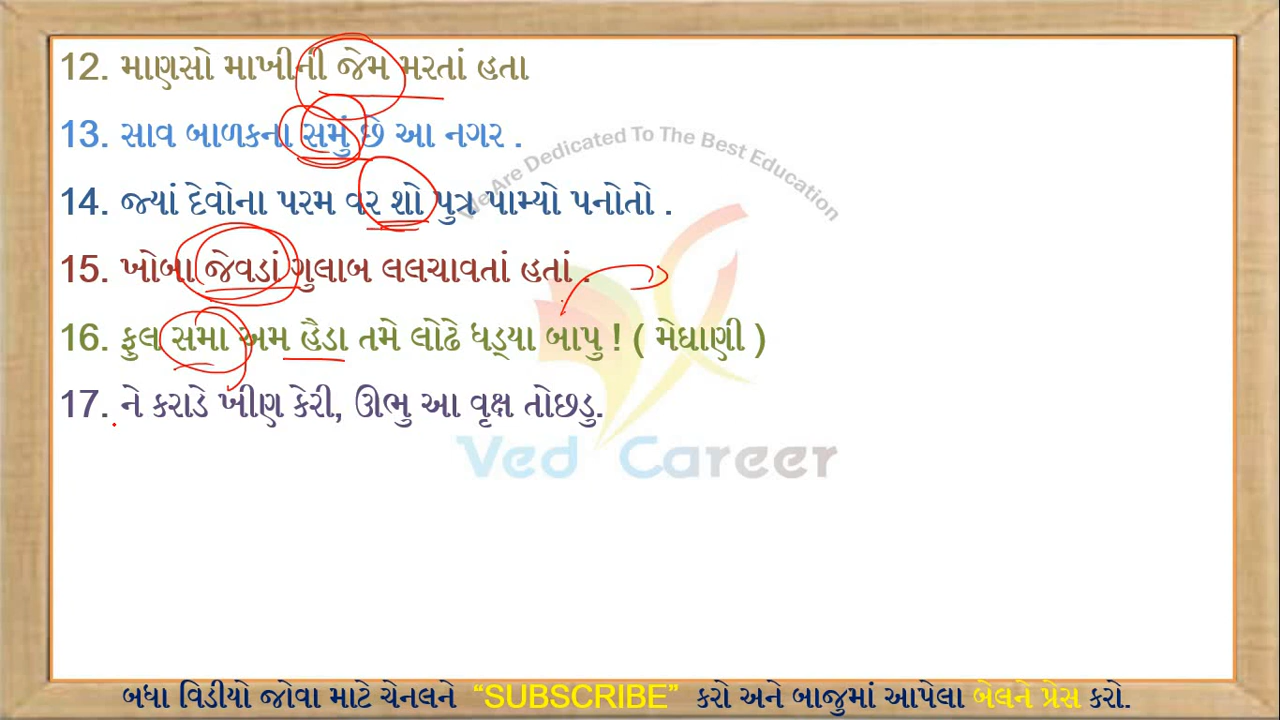 12. માણસો માખીની જેમ મરતાં હતા
13. સાવ બાળકના સમું છે આ નગર .
14. જ્યાં દેવોના પરમ વર શો પુત્ર પામ્યો પનોતો .
15. ખોબા જેવડાં ગુલાબ લલચાવતાં હતાં .
16. ફુલ સમા અમ હૈડા તમે લોઢે ધડ્યા બાપુ ! ( મેઘાણી )
17. ને કરાડે ખીણ કેરી, ઊભુ આ વૃક્ષ તોછડુ.
We Are Dedicated To The Best Education
Ved Career
બધા વિડીયો જોવા માટે ચેનલને “SUBSCRIBE” કરો અને બાજુમાં આપેલા બેલને પ્રેસ કરો.